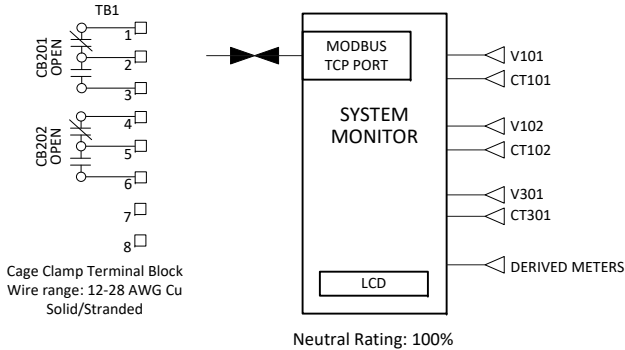 TB1
CB201
OPEN
1
2
3
CB202
OPEN
4
5
6
7
8
Cage Clamp Terminal Block
Wire range: 12-28 AWG Cu
Solid/Stranded
MODBUS
TCP PORT
SYSTEM
MONITOR
LCD
V101
CT101
V102
CT102
V301
CT301
DERIVED METERS
Neutral Rating: 100%